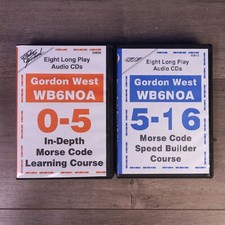 Eight Long Play
Audio CDs
Gordon West
WB6NOA
0-5
In-Depth
Morse Code
Learning Course
Eight Long Play
Audio CDs
Gordon West
WB6NOA
5-16
Morse Code
Speed Builder
Course